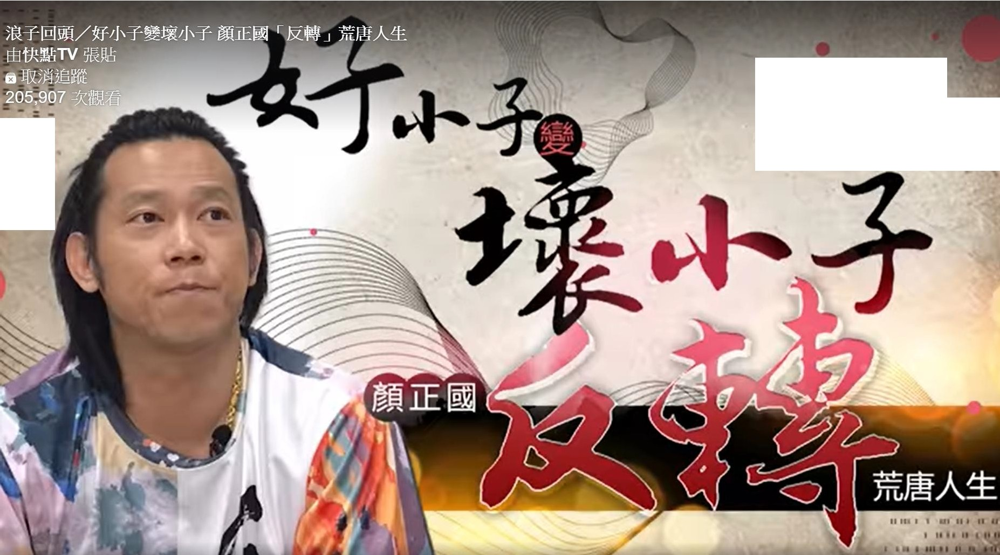 浪子回頭／好小子變壞小子 顏正國「反轉」荒唐人生
由快點TV 張貼
取消追蹤
205,907 次觀看
好小子
變
壞小子
顏正國
反轉
荒唐人生